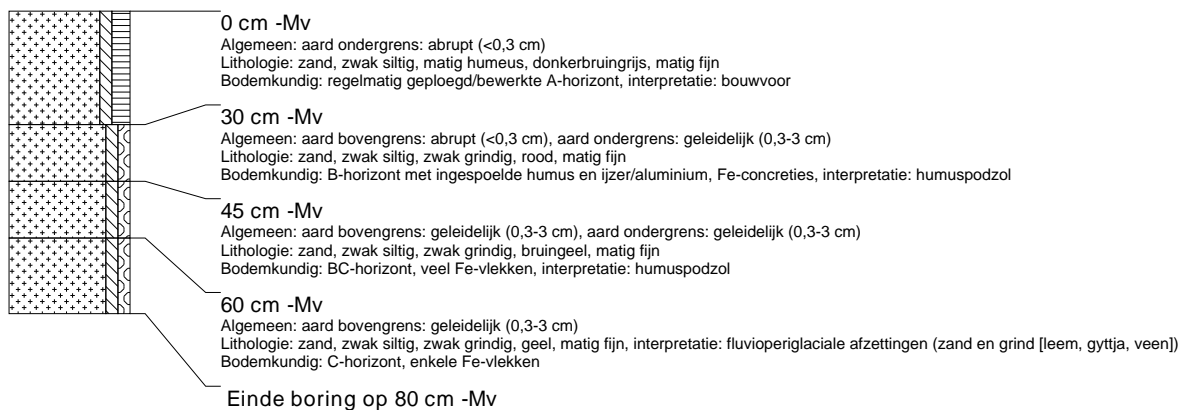 0 cm -Mv
Algemeen: aard ondergrens: abrupt (<0,3 cm)
Lithologie: zand, zwak siltig, matig humeus, donkerbruingrijs, matig fijn
Bodemkundig: regelmatig geploegd/bewerkte A-horizont, interpretatie: bouwvoor
30 cm -Mv
Algemeen: aard bovengrens: abrupt (<0,3 cm), aard ondergrens: geleidelijk (0,3-3 cm)
Lithologie: zand, zwak siltig, zwak grindig, rood, matig fijn
Bodemkundig: B-horizont met ingespoelde humus en ijzer/aluminium, Fe-concreties, interpretatie: humuspodzol
45 cm -Mv
Algemeen: aard bovengrens: geleidelijk (0,3-3 cm), aard ondergrens: geleidelijk (0,3-3 cm)
Lithologie: zand, zwak siltig, zwak grindig, bruingeel, matig fijn
Bodemkundig: BC-horizont, veel Fe-vlekken, interpretatie: humuspodzol
60 cm -Mv
Algemeen: aard bovengrens: geleidelijk (0,3-3 cm)
Lithologie: zand, zwak siltig, zwak grindig, geel, matig fijn, interpretatie: fluvioperiglaciale afzettingen (zand en grind [leem, gyttja, veen])
Bodemkundig: C-horizont, enkele Fe-vlekken
Einde boring op 80 cm -Mv